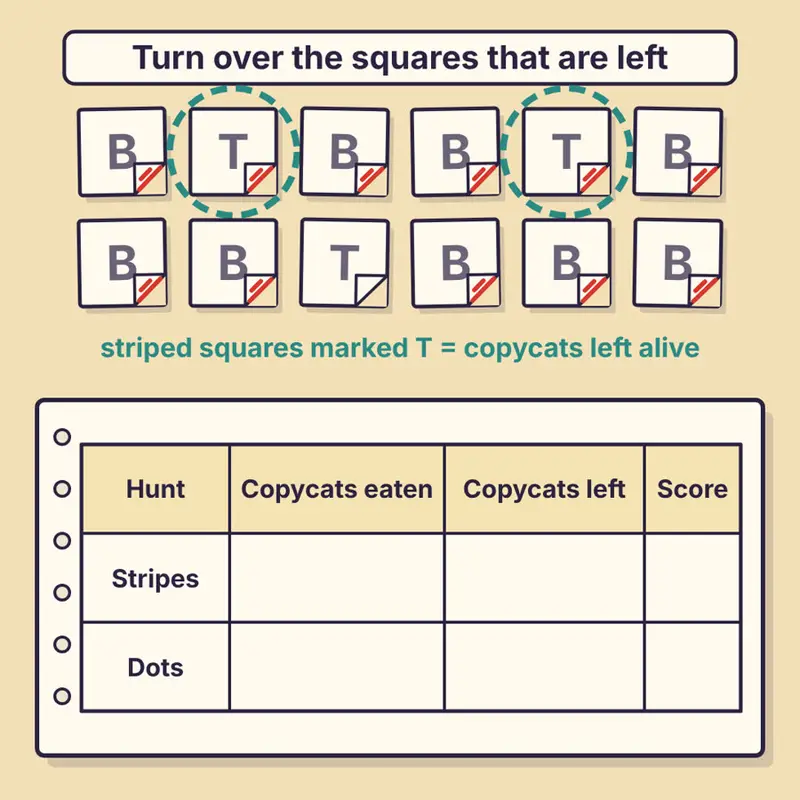 Turn over the squares that are left
B T B B T B
B B T B B B
striped squares marked T = copycats left alive
Hunt Copycats eaten Copycats left Score
Stripes
Dots